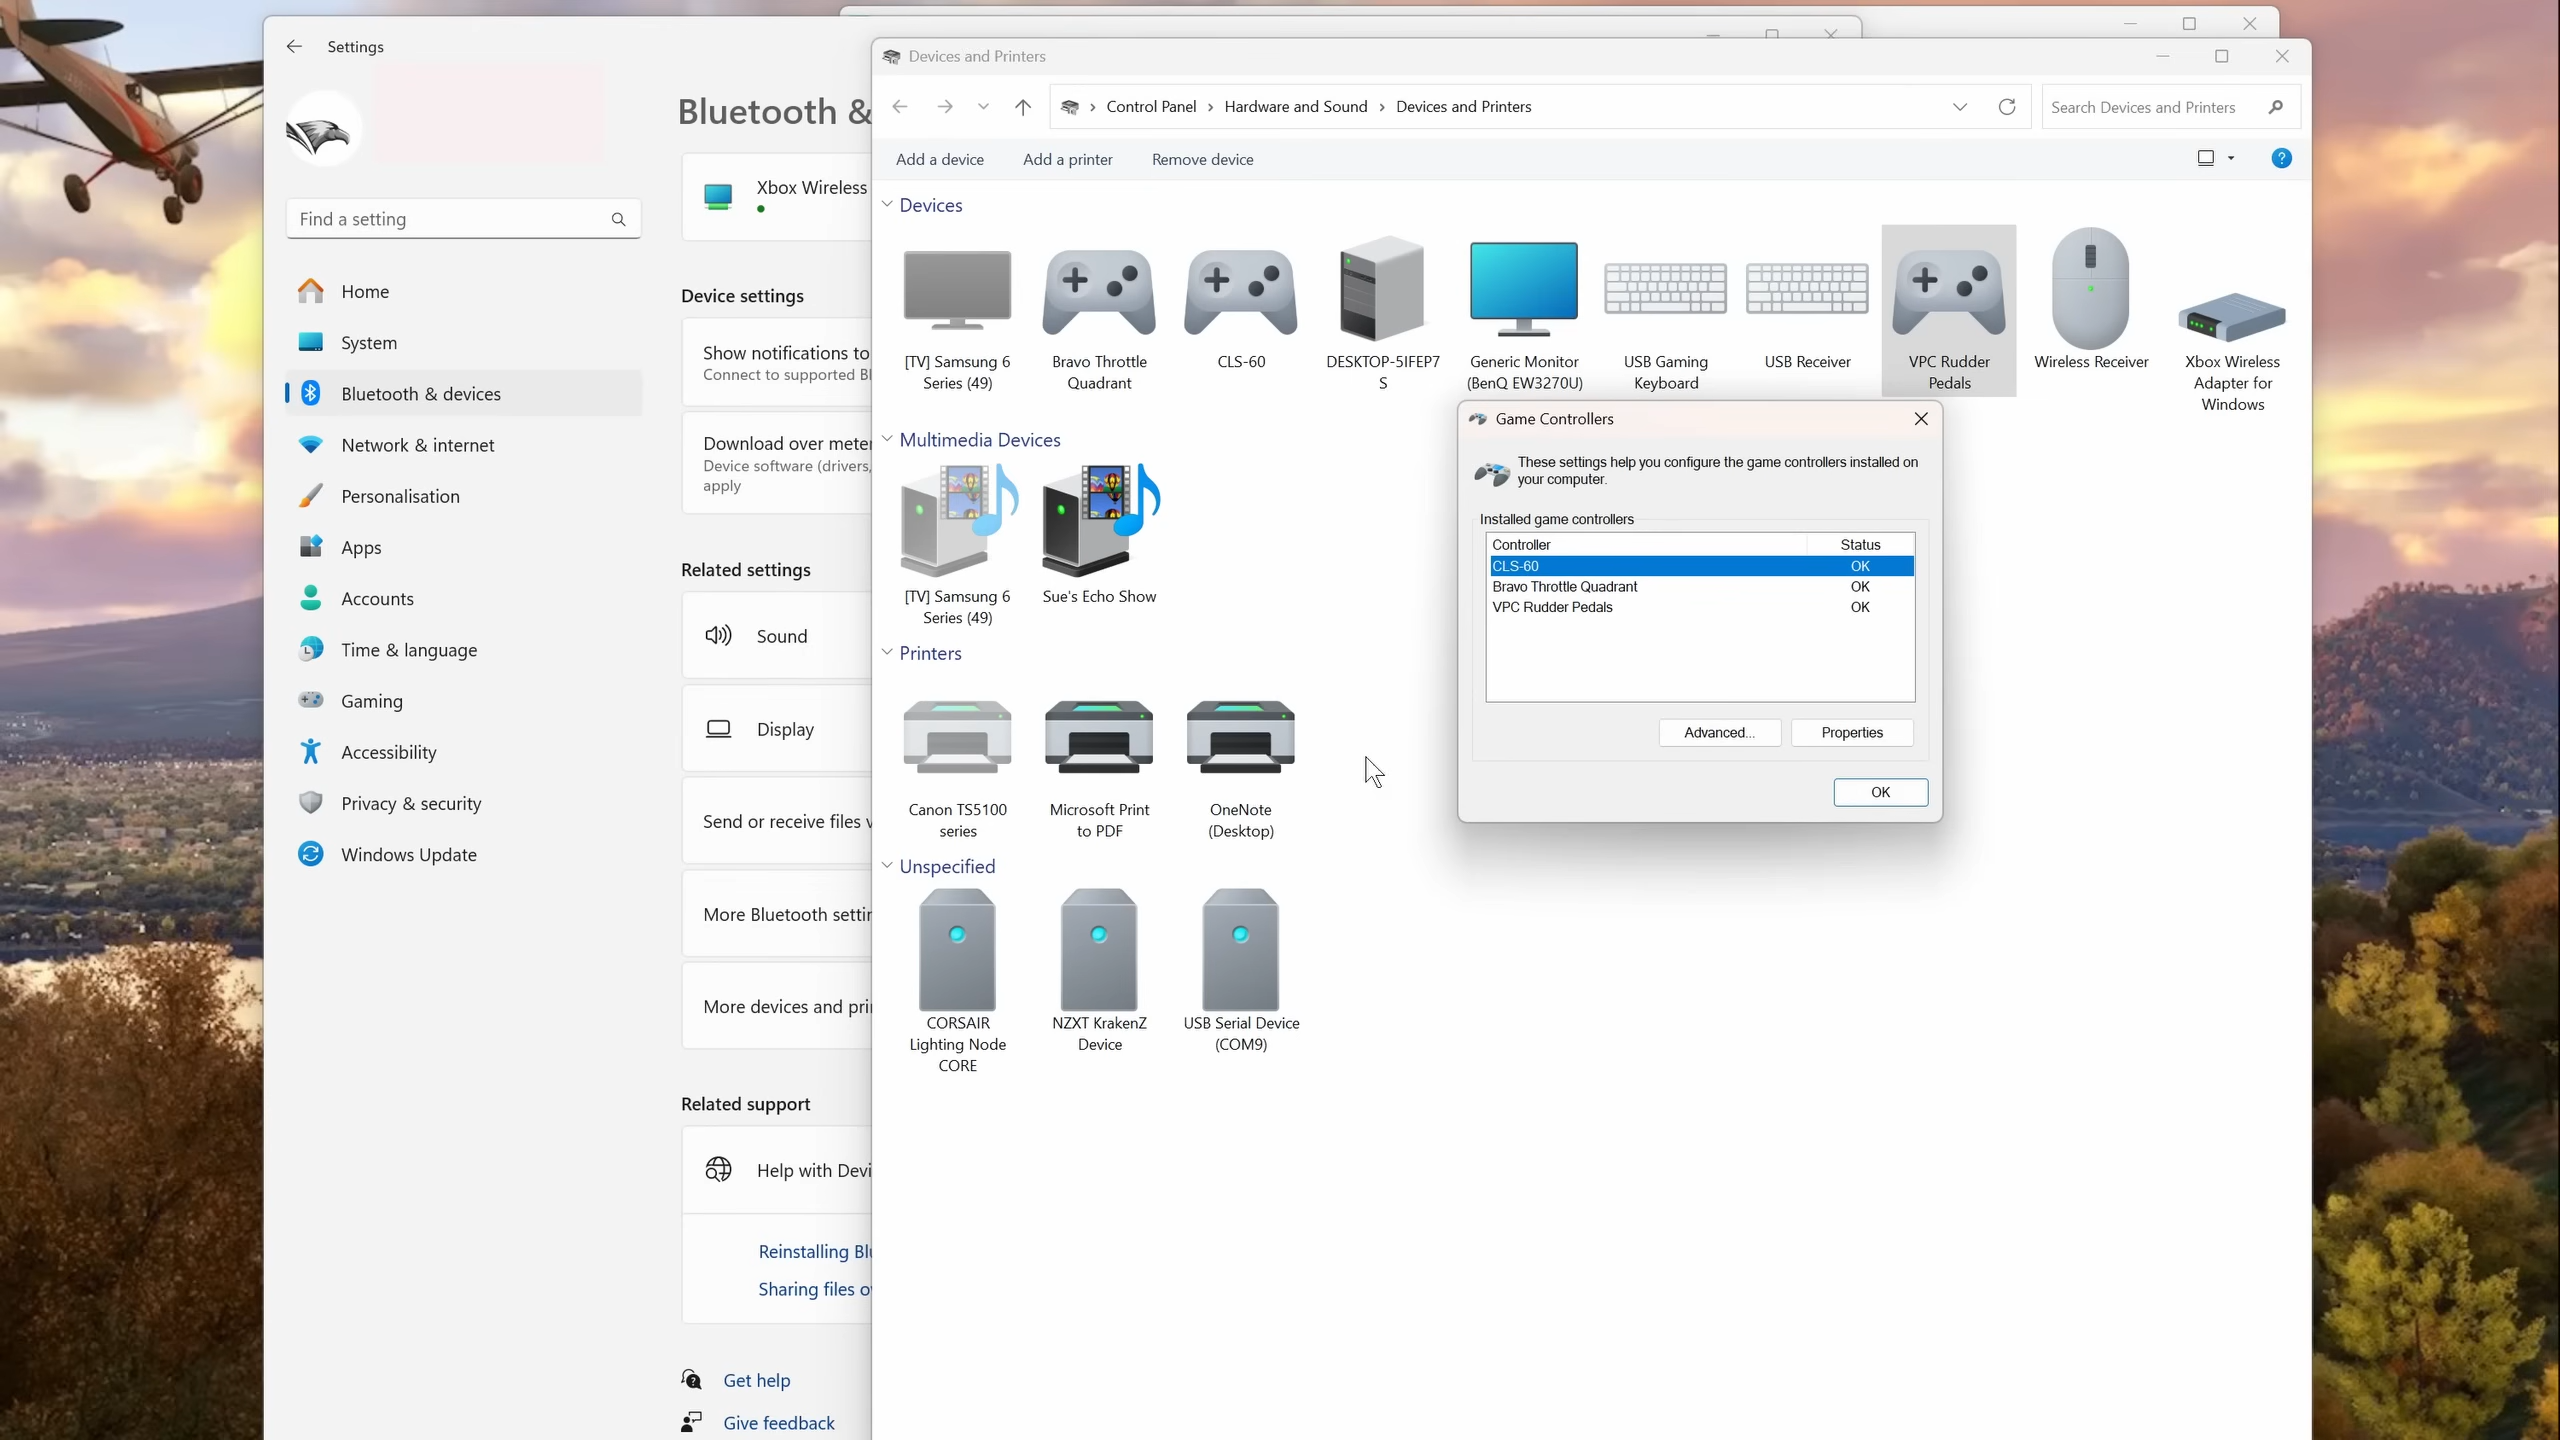 Settings
Find a setting
Home
System
Bluetooth & devices
Network & internet
Personalisation
Apps
Accounts
Time & language
Gaming
Accessibility
Privacy & security
Windows Update
Bluetooth &
Xbox Wireless
Device settings
Show notifications to
Connect to supported Bl
Download over meter
Device software (drivers,
apply
Related settings
Sound
Display
Send or receive files v
More Bluetooth settin
More devices and prin
Related support
Help with Devi
Reinstalling Blu
Sharing files ov
Get help
Give feedback
Devices and Printers
Control Panel > Hardware and Sound > Devices and Printers
Search Devices and Printers
Add a device
Add a printer
Remove device
Devices
[TV] Samsung 6
Series (49)
Bravo Throttle
Quadrant
CLS-60
DESKTOP-5IFEP7
S
Generic Monitor
(BenQ EW3270U)
USB Gaming
Keyboard
USB Receiver
VPC Rudder
Pedals
Wireless Receiver
Xbox Wireless
Adapter for
Windows
Multimedia Devices
[TV] Samsung 6
Series (49)
Sue's Echo Show
Printers
Canon TS5100
series
Microsoft Print
to PDF
OneNote
(Desktop)
Unspecified
CORSAIR
Lighting Node
CORE
NZXT KrakenZ
Device
USB Serial Device
(COM9)
Game Controllers
These settings help you configure the game controllers installed on
your computer.
Installed game controllers
Controller Status
CLS-60 OK
Bravo Throttle Quadrant OK
VPC Rudder Pedals OK
Advanced...
Properties
OK